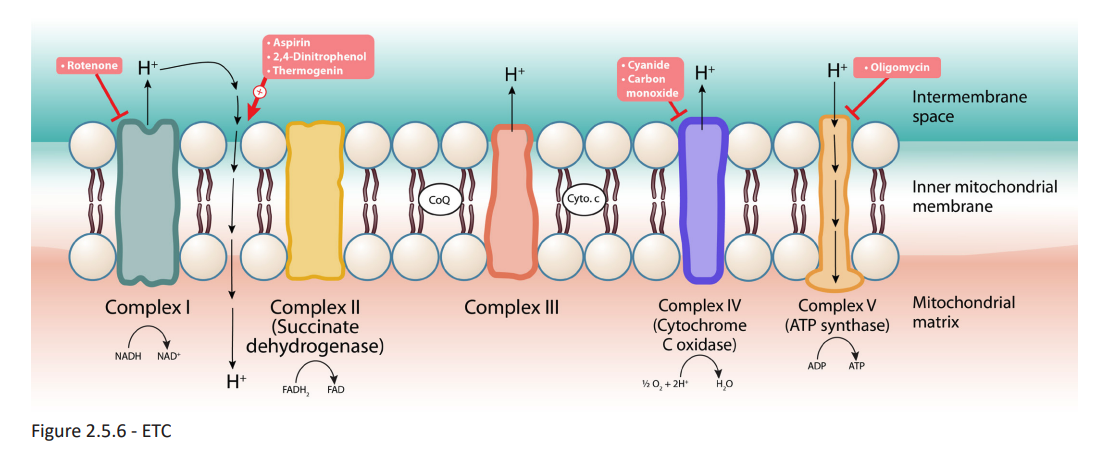 • Rotenone
H⁺
• Aspirin
• 2,4-Dinitrophenol
• Thermogenin
+
H⁺
• Cyanide
• Carbon
monoxide
H⁺
H⁺
• Oligomycin
Intermembrane
space
CoQ
Cyto. c
Inner mitochondrial
membrane
Complex I
NADH
NAD⁺
H⁺
Complex II
(Succinate
dehydrogenase)
FADH₂
FAD
Complex III
Complex IV
(Cytochrome
C oxidase)
½ O₂ + 2H⁺
H₂O
Complex V
(ATP synthase)
ADP
ATP
Mitochondrial
matrix
Figure 2.5.6 - ETC